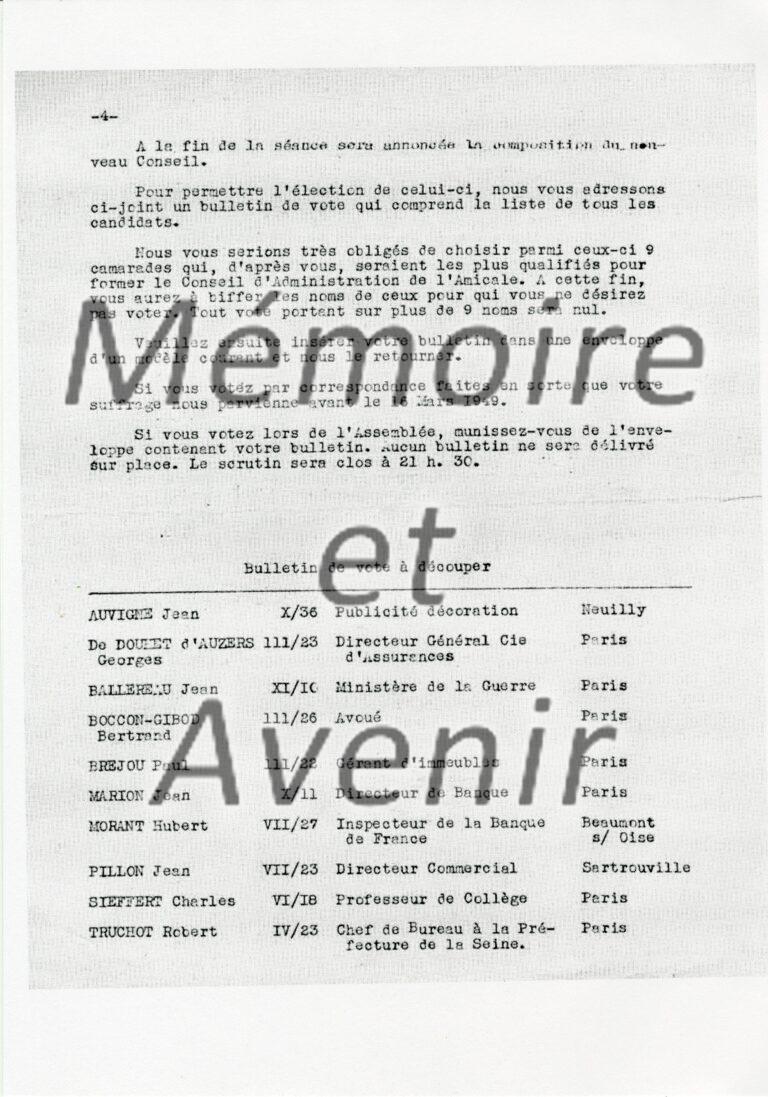 -4-
A la fin de la séance sera annoncée la composition du nou-
veau Conseil.
Pour permettre l'élection de celui-ci, nous vous adressons
ci-joint un bulletin de vote qui comprend la liste de tous les
candidats.
Nous vous serions très obligés de choisir parmi ceux-ci 9
camarades qui, d'après vous, seraient les plus qualifiés pour
former le Conseil d'Administration de l'Amicale. A cette fin,
vous aurez à biffer les noms de ceux pour qui vous ne désirez
pas voter. Tout vote portant sur plus de 9 noms sera nul.
Veuillez ensuite insérer votre bulletin dans une enveloppe
d'un modèle courant et nous le retourner.
Si vous votez par correspondance faites en sorte que votre
suffrage nous parvienne avant le 16 Mars 1949.
Si vous votez lors de l'Assemblée, munissez-vous de l'enve-
loppe contenant votre bulletin. Aucun bulletin ne sera délivré
sur place. Le scrutin sera clos à 21 h. 30.
Mémoire
et
Avenir
Bulletin de vote à découper
AUVIGNE Jean X/36 Publicité décoration Neuilly
De DOUHET d'AUZERS 111/23 Directeur Général Cie Paris
Georges d'Assurances
BALLEREAU Jean XI/10 Ministère de la Guerre Paris
BOCCON-GIBOD 111/26 Avoué Paris
Bertrand
BREJOU Paul 111/22 Gérant d'immeubles Paris
MARION Jean X/11 Directeur de Banque Paris
MORANT Hubert VII/27 Inspecteur de la Banque Beaumont
de France s/ Oise
PILLON Jean VII/23 Directeur Commercial Sartrouville
SIEFFERT Charles VI/18 Professeur de Collège Paris
TRUCHOT Robert IV/23 Chef de Bureau à la Pré- Paris
fecture de la Seine.